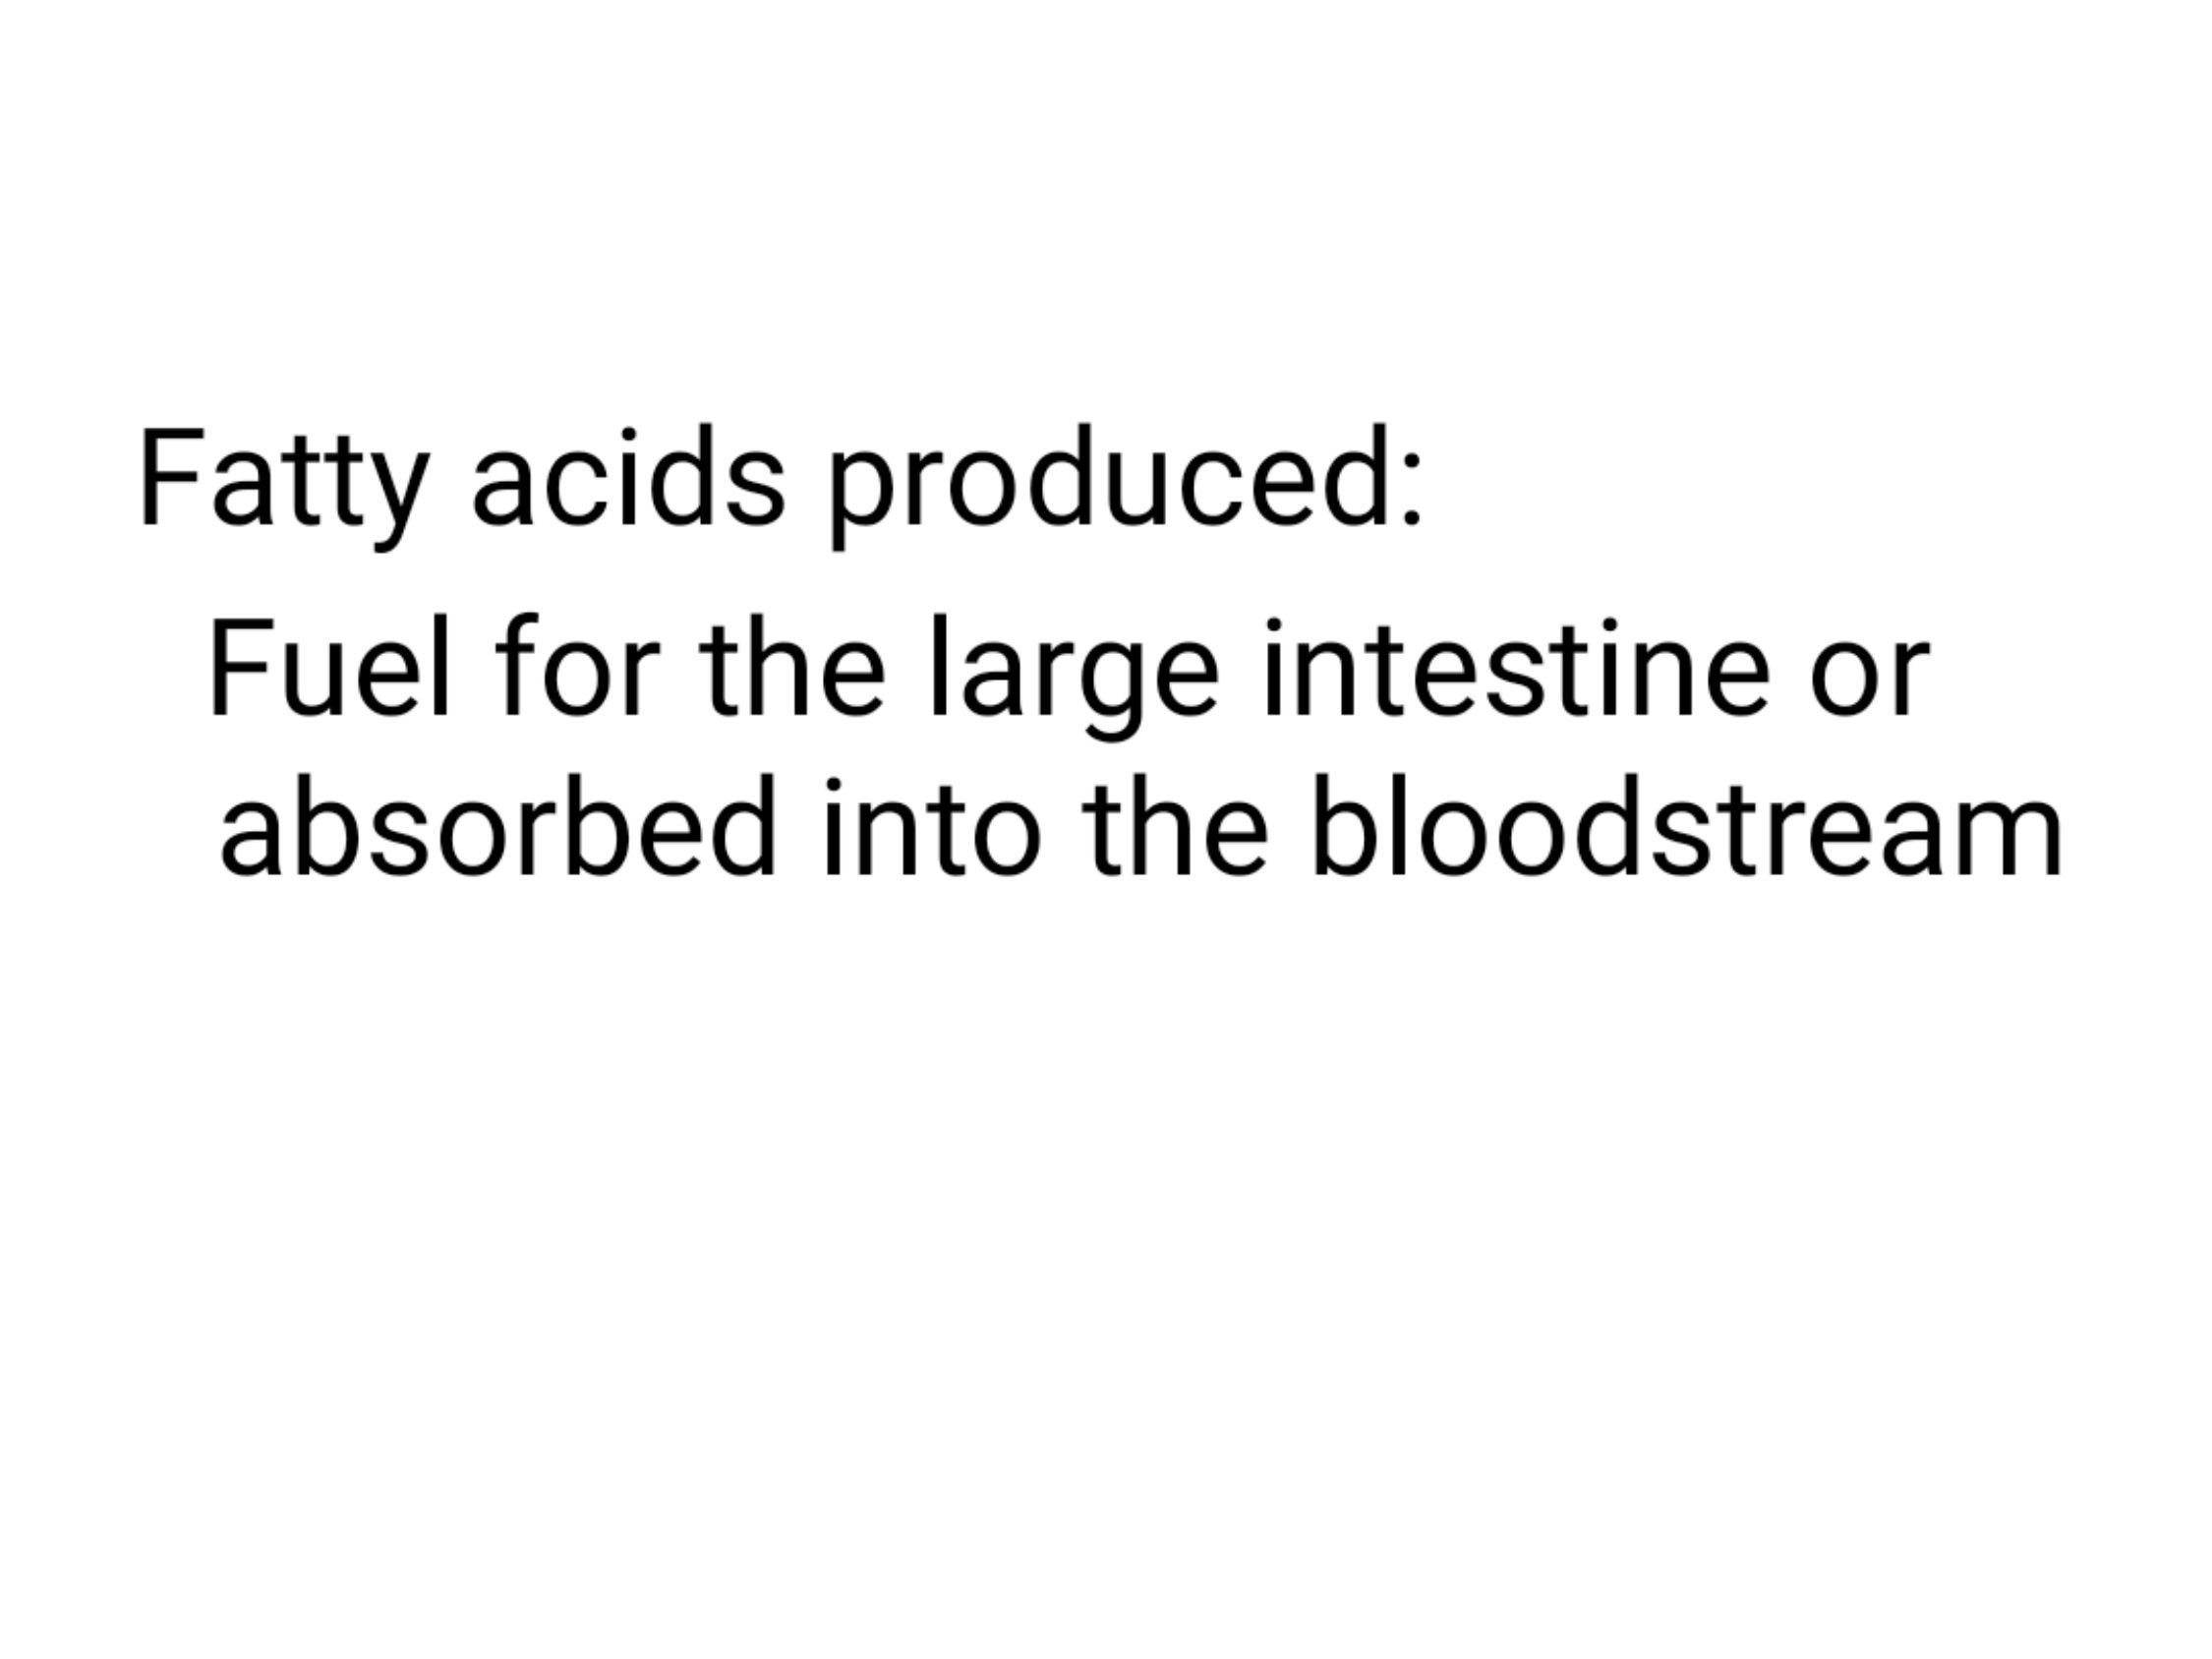 Fatty acids produced:
Fuel for the large intestine or
absorbed into the bloodstream